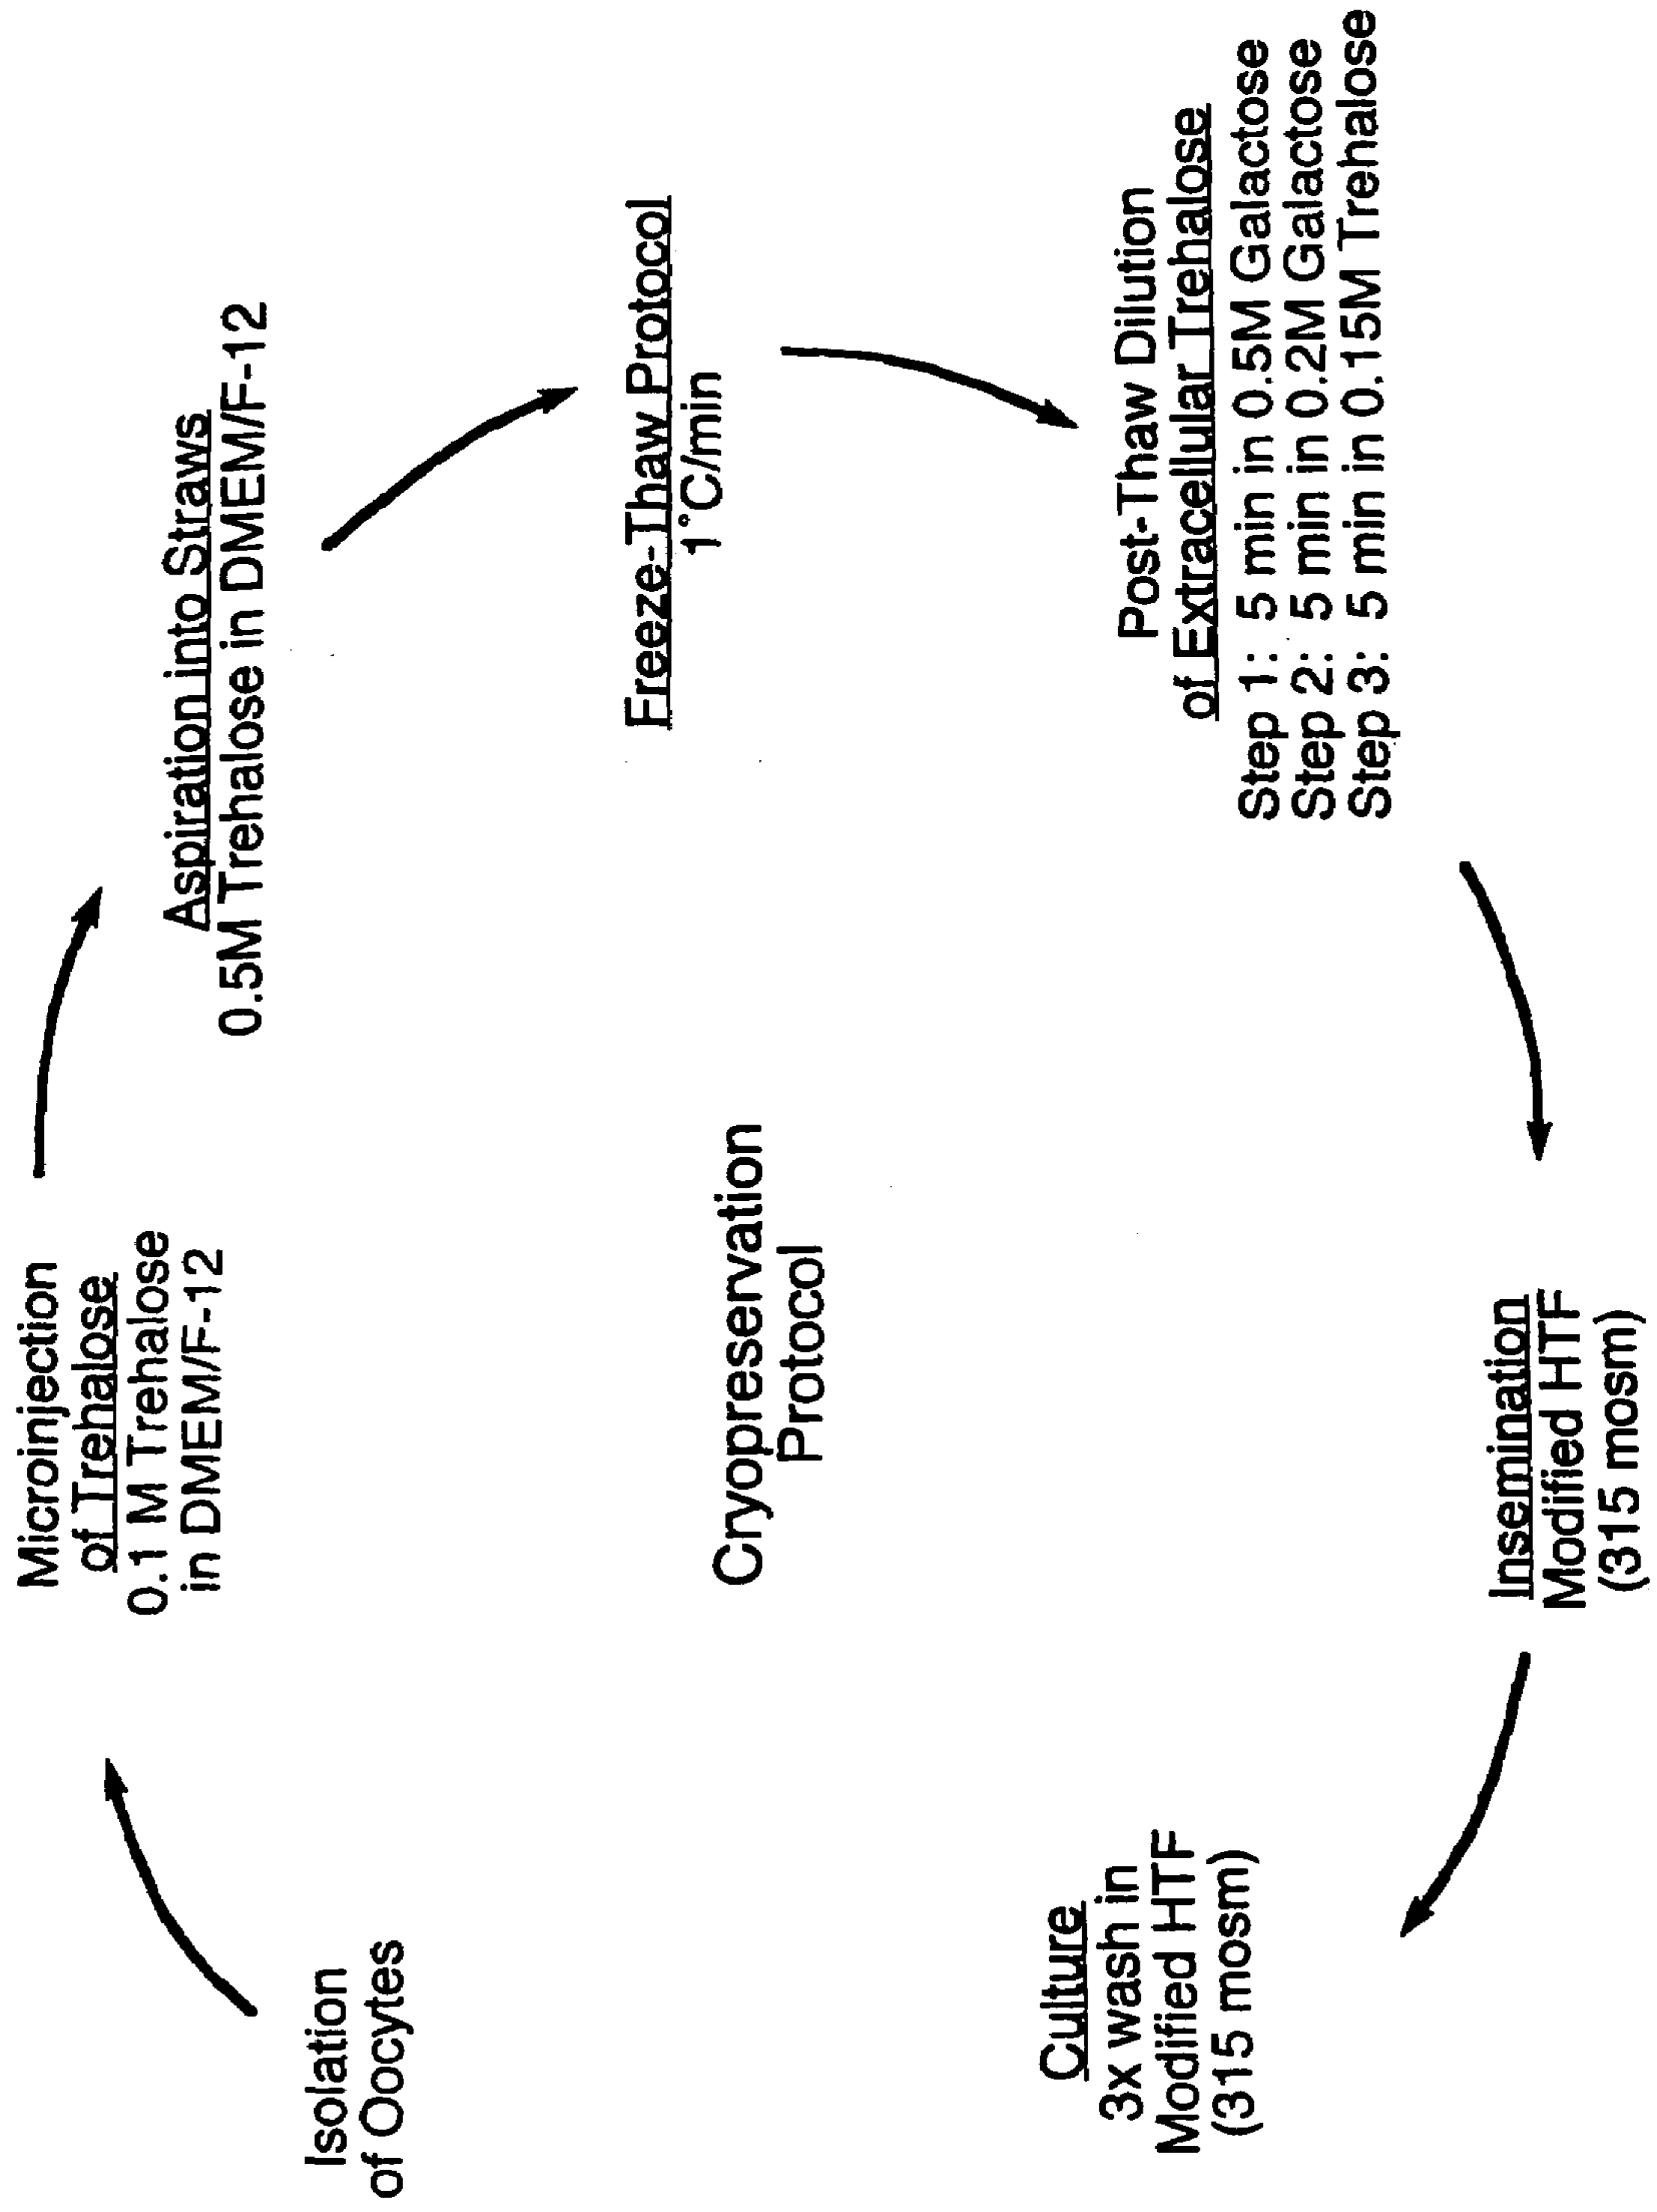 Isolation
of Oocytes
Microinjection
of Trehalose
0.1 M Trehalose
in DMEM/F-12
Aspiration into Straws
0.5M Trehalose in DMEM/F-12
Freeze-Thaw Protocol
1°C/min
Post-Thaw Dilution
of Extracellular Trehalose
Step 1: 5 min in 0.5M Galactose
Step 2: 5 min in 0.2M Galactose
Step 3: 5 min in 0.15M Trehalose
Insemination
Modified HTF
(315 mosm)
Culture
3x wash in
Modified HTF
(315 mosm)
Cryopreservation
Protocol